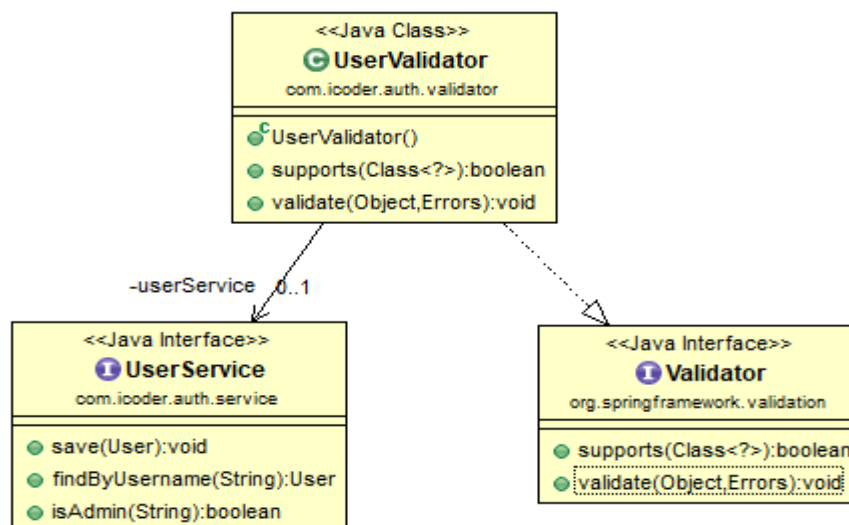 <<Java Class>>
UserValidator
com.icoder.auth.validator
UserValidator()
supports(Class<?>):boolean
validate(Object,Errors):void
-userService 0..1
<<Java Interface>>
UserService
com.icoder.auth.service
save(User):void
findByUsername(String):User
isAdmin(String):boolean
<<Java Interface>>
Validator
org.springframework.validation
supports(Class<?>):boolean
validate(Object,Errors):void